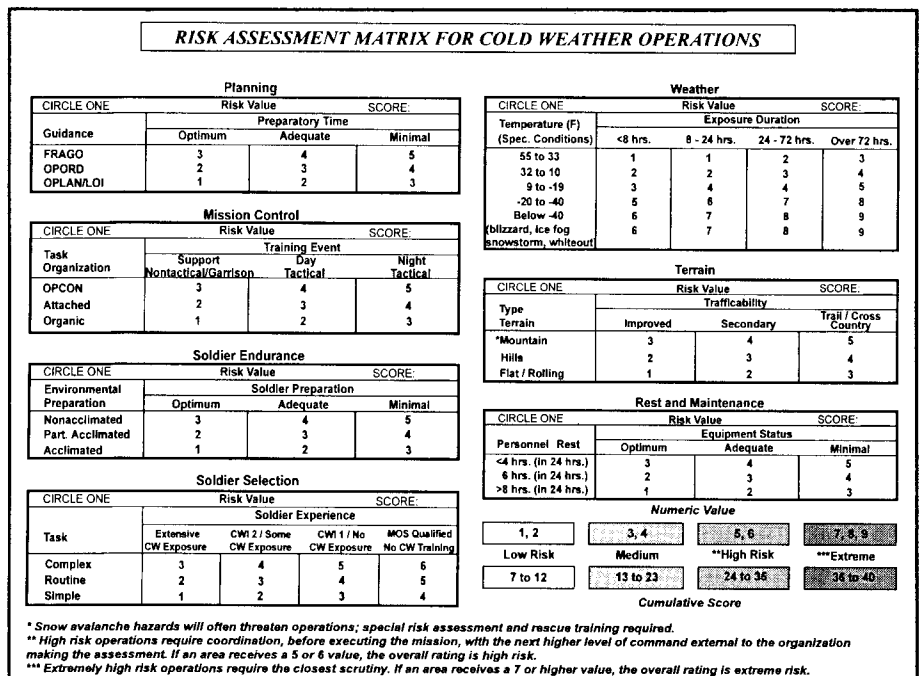 RISK ASSESSMENT MATRIX FOR COLD WEATHER OPERATIONS
Planning
CIRCLE ONE Risk Value SCORE:
Preparatory Time
Guidance Optimum Adequate Minimal
FRAGO 3 4 5
OPORD 2 3 4
OPLAN/LOI 1 2 3
Mission Control
CIRCLE ONE Risk Value SCORE:
Training Event
Task Support Day Night
Organization Nontactical/Garrison Tactical Tactical
OPCON 3 4 5
Attached 2 3 4
Organic 1 2 3
Soldier Endurance
CIRCLE ONE Risk Value SCORE:
Environmental Soldier Preparation
Preparation Optimum Adequate Minimal
Nonacclimated 3 4 5
Part. Acclimated 2 3 4
Acclimated 1 2 3
Soldier Selection
CIRCLE ONE Risk Value SCORE:
Soldier Experience
Task Extensive CWI 2 / Some CWI 1 / No MOS Qualified
CW Exposure CW Exposure CW Exposure No CW Training
Complex 3 4 5 6
Routine 2 3 4 5
Simple 1 2 3 4
Weather
CIRCLE ONE Risk Value SCORE:
Temperature (F) Exposure Duration
(Spec. Conditions) <8 hrs. 8 - 24 hrs. 24 - 72 hrs. Over 72 hrs.
55 to 33 1 1 2 3
32 to 10 2 2 3 4
9 to -19 3 4 4 5
-20 to -40 5 6 7 8
Below -40 6 7 8 9
(blizzard, ice fog 6 7 8 9
snowstorm, whiteout
Terrain
CIRCLE ONE Risk Value SCORE:
Type Trafficability
Terrain Improved Secondary Trail / Cross
Country
*Mountain 3 4 5
Hills 2 3 4
Flat / Rolling 1 2 3
Rest and Maintenance
CIRCLE ONE Risk Value SCORE:
Equipment Status
Personnel Rest Optimum Adequate Minimal
<4 hrs. (in 24 hrs.) 3 4 5
6 hrs. (in 24 hrs.) 2 3 4
>8 hrs. (in 24 hrs.) 1 2 3
Numeric Value
1, 2 3, 4 5, 6 7, 8, 9
Low Risk Medium **High Risk ***Extreme
7 to 12 13 to 23 24 to 35 36 to 40
Cumulative Score
* Snow avalanche hazards will often threaten operations; special risk assessment and rescue training required.
** High risk operations require coordination, before executing the mission, with the next higher level of command external to the organization
making the assessment. If an area receives a 5 or 6 value, the overall rating is high risk.
*** Extremely high risk operations require the closest scrutiny. If an area receives a 7 or higher value, the overall rating is extreme risk.